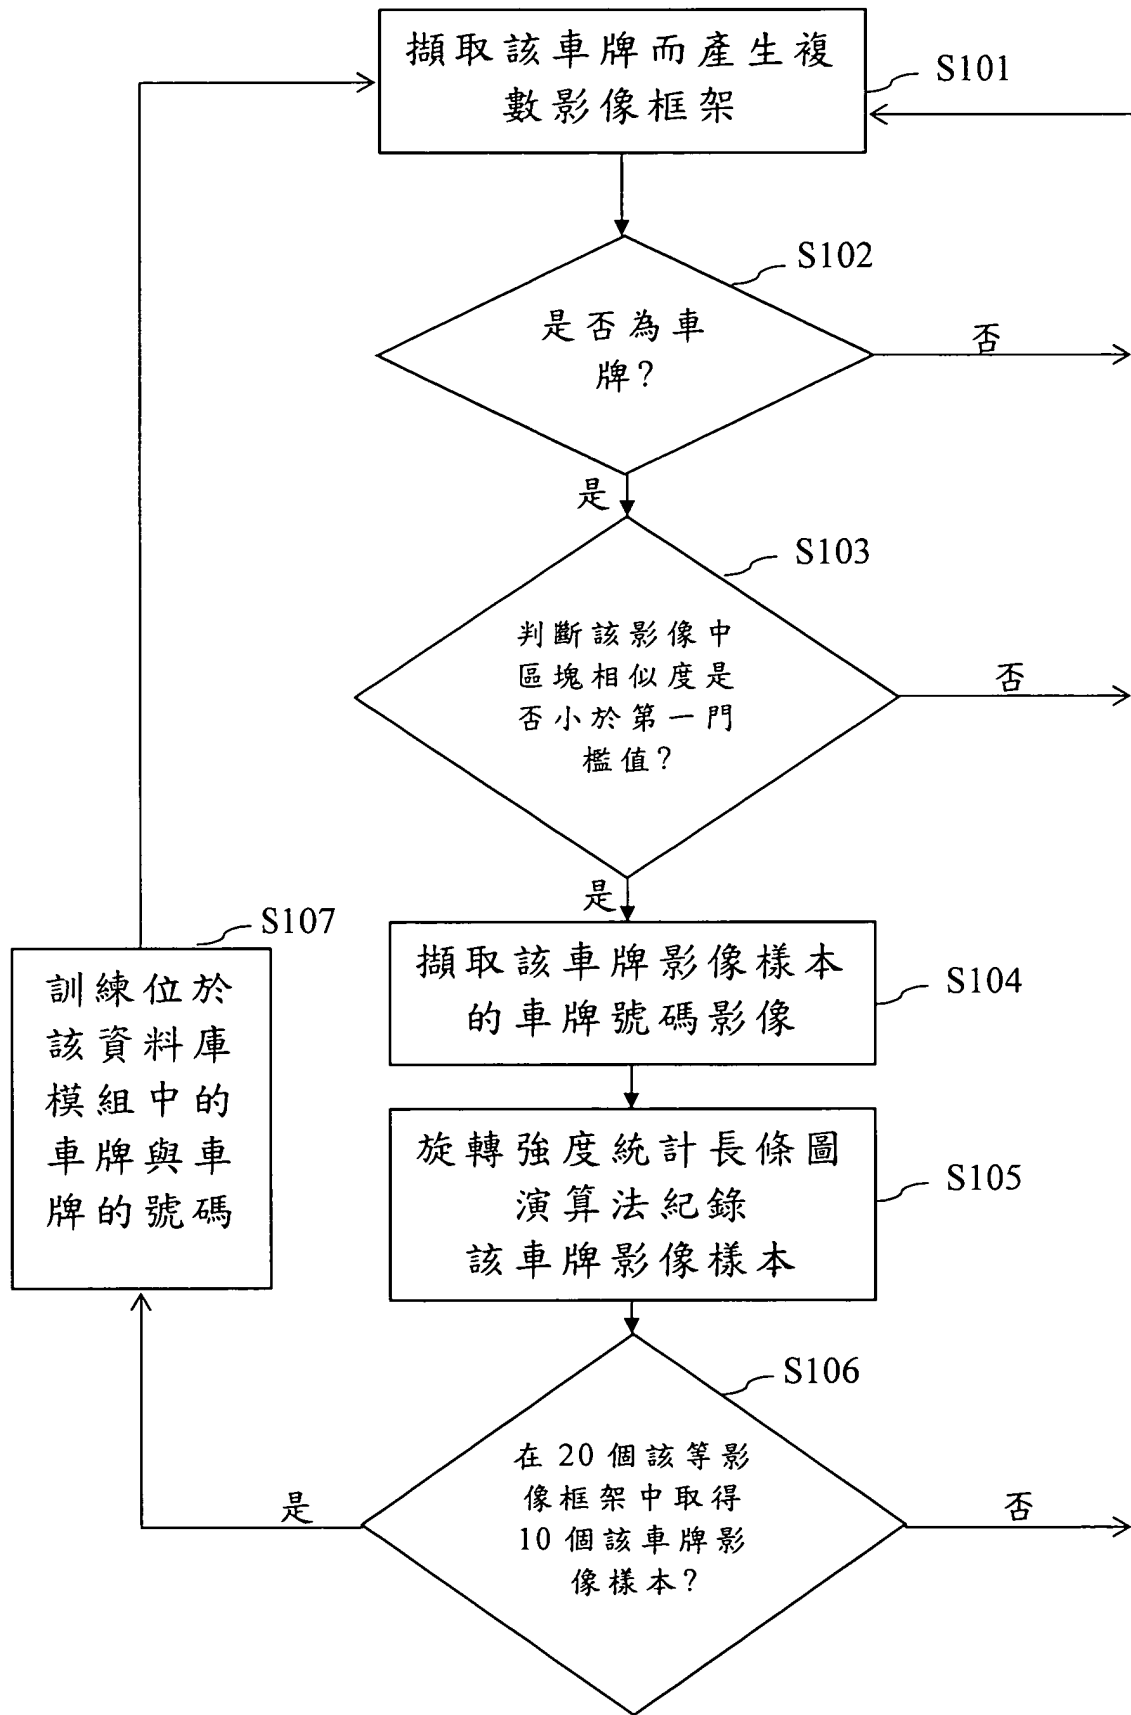 擷取該車牌而產生複
數影像框架
S101
S102
是否為車
牌?
否
是
S103
判斷該影像中
區塊相似度是
否小於第一門
檻值?
否
是
擷取該車牌影像樣本
的車牌號碼影像
S104
旋轉強度統計長條圖
演算法紀錄
該車牌影像樣本
S105
S106
在20個該等影
像框架中取得
10個該車牌影
像樣本?
是
否
S107
訓練位於
該資料庫
模組中的
車牌與車
牌的號碼